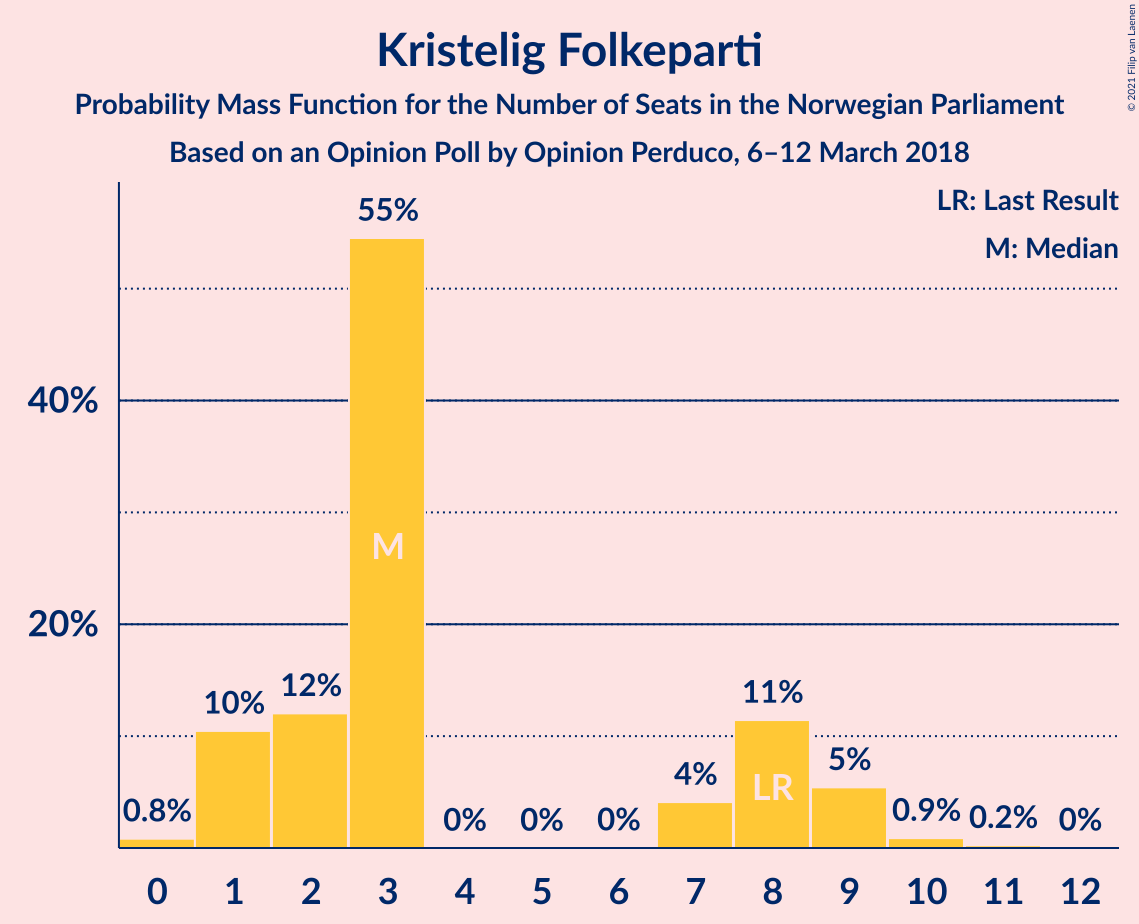 Kristelig Folkeparti
Probability Mass Function for the Number of Seats in the Norwegian Parliament
Based on an Opinion Poll by Opinion Perduco, 6–12 March 2018
© 2021 Filip van Laenen
LR: Last Result
M: Median
55%
40%
M
20%
12%
10%
11%
5%
4%
LR
0.8%
0%
0%
0%
0.9%
0.2%
0%
0 1 2 3 4 5 6 7 8 9 10 11 12